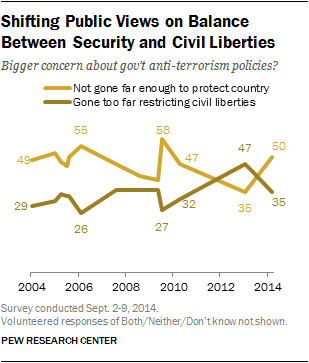 Shifting Public Views on Balance
Between Security and Civil Liberties
Bigger concern about gov't anti-terrorism policies?
Not gone far enough to protect country
Gone too far restricting civil liberties
49
55
58
47
47
50
29
26
27
32
35
35
2004
2006
2008
2010
2012
2014
Survey conducted Sept. 2-9, 2014.
Volunteered responses of Both/Neither/Don't know not shown.
PEW RESEARCH CENTER